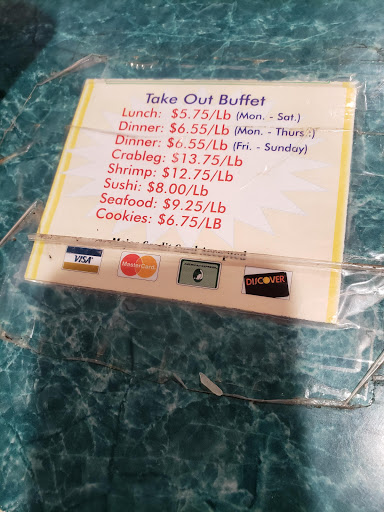 Take Out Buffet
Lunch: $5.75/Lb (Mon. - Sat.)
Dinner: $6.55/Lb (Mon. - Thurs.)
Dinner: $6.55/Lb (Fri. - Sunday)
Crableg: $13.75/Lb
Shrimp: $12.75/Lb
Sushi: $8.00/Lb
Seafood: $9.25/Lb
Cookies: $6.75/LB
VISA MasterCard DISCOVER